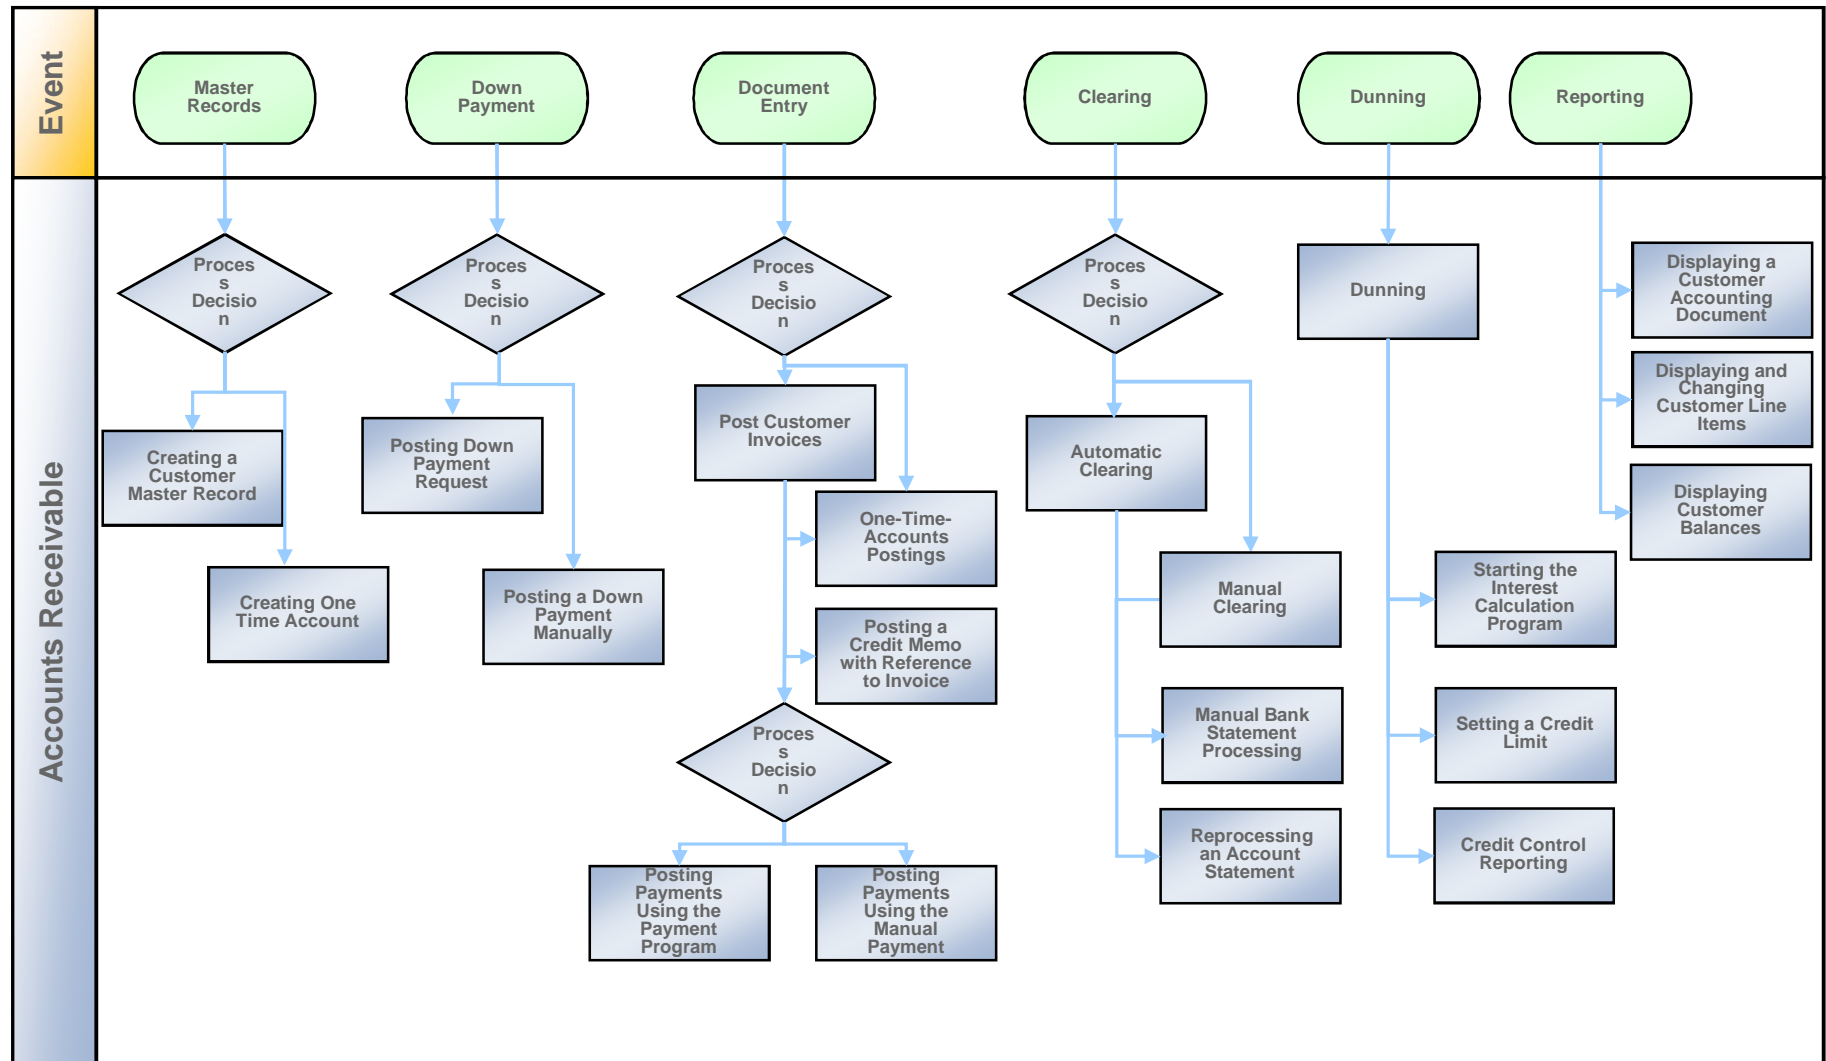 Event
Master
Records
Down
Payment
Document
Entry
Clearing
Dunning
Reporting
Accounts Receivable
Proces
s
Decisio
n
Proces
s
Decisio
n
Proces
s
Decisio
n
Proces
s
Decisio
n
Dunning
Displaying a
Customer
Accounting
Document
Displaying and
Changing
Customer Line
Items
Displaying
Customer
Balances
Creating a
Customer
Master Record
Creating One
Time Account
Posting Down
Payment
Request
Posting a Down
Payment
Manually
Post Customer
Invoices
One-Time-
Accounts
Postings
Posting a
Credit Memo
with Reference
to Invoice
Proces
s
Decisio
n
Posting
Payments
Using the
Payment
Program
Posting
Payments
Using the
Manual
Payment
Automatic
Clearing
Manual
Clearing
Manual Bank
Statement
Processing
Reprocessing
an Account
Statement
Starting the
Interest
Calculation
Program
Setting a Credit
Limit
Credit Control
Reporting